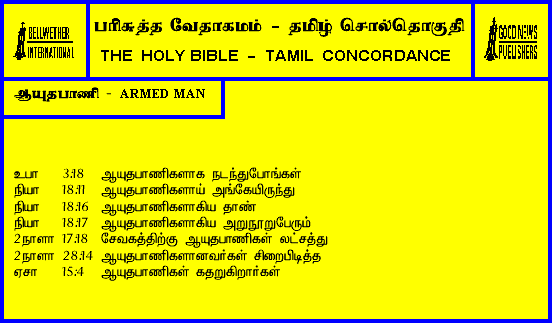 BELLWETHER
INTERNATIONAL
பரிசுத்த வேதாகமம் - தமிழ் சொல்தொகுதி
THE HOLY BIBLE - TAMIL CONCORDANCE
GOOD NEWS
PUBLISHERS
ஆயுதபாணி - ARMED MAN
உபா 3:18 ஆயுதபாணிகளாக நடந்துபோங்கள்
நியா 18:11 ஆயுதபாணிகளாய் அங்கேயிருந்து
நியா 18:16 ஆயுதபாணிகளாகிய தாண்
நியா 18:17 ஆயுதபாணிகளாகிய அறுநூறுபேரும்
2நாளா 17:18 சேவகத்திற்கு ஆயுதபாணிகள் லட்சத்து
2நாளா 28:14 ஆயுதபாணிகளானவர்கள் சிறைபிடித்த
ஏசா 15:4 ஆயுதபாணிகள் கதறுகிறார்கள்